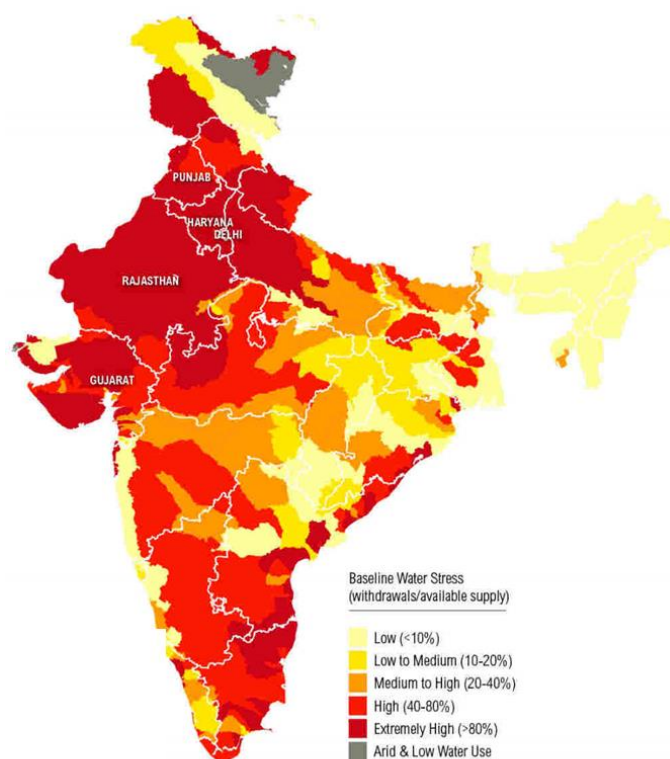 PUNJAB
HARYANA
DELHI
RAJASTHAN
GUJARAT
Baseline Water Stress
(withdrawals/available supply)
Low (<10%)
Low to Medium (10-20%)
Medium to High (20-40%)
High (40-80%)
Extremely High (>80%)
Arid & Low Water Use